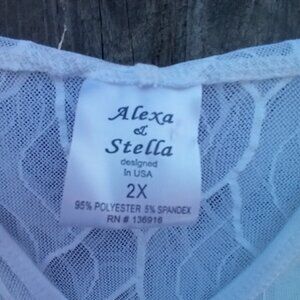 Alexa
&
Stella
designed
In USA
2X
95% POLYESTER 5% SPANDEX
RN # 136916